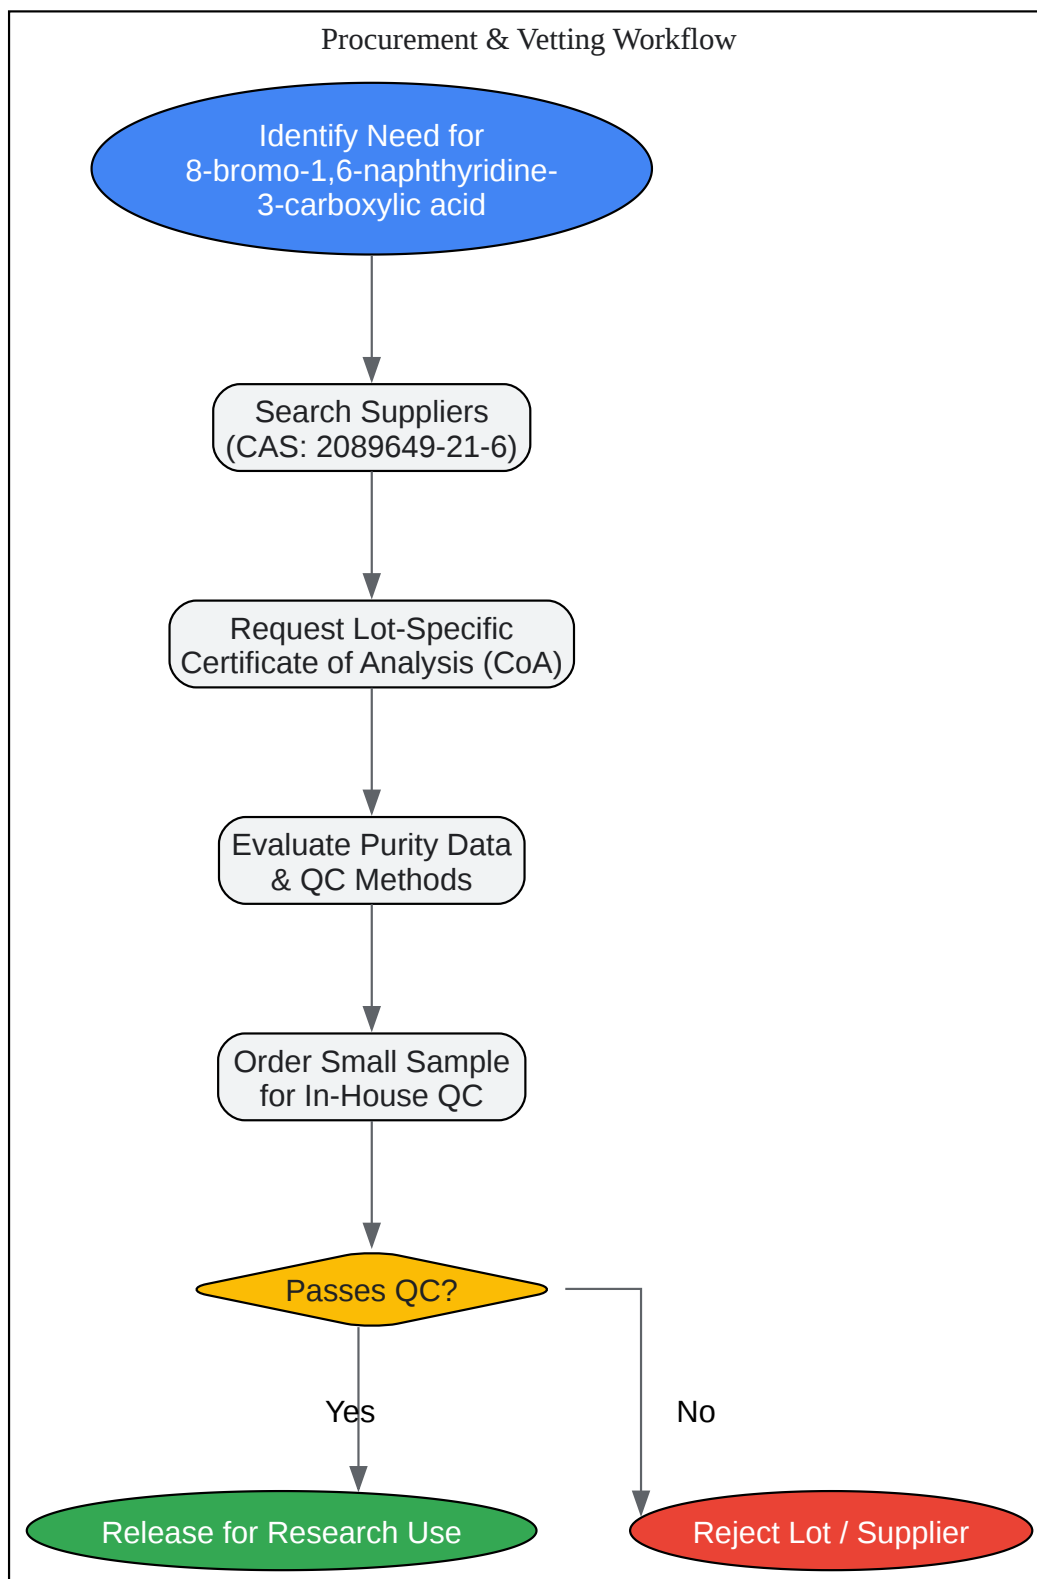 Procurement & Vetting Workflow
Identify Need for
8-bromo-1,6-naphthyridine-
3-carboxylic acid
Search Suppliers
(CAS: 2089649-21-6)
Request Lot-Specific
Certificate of Analysis (CoA)
Evaluate Purity Data
& QC Methods
Order Small Sample
for In-House QC
Passes QC?
Yes
No
Release for Research Use
Reject Lot / Supplier